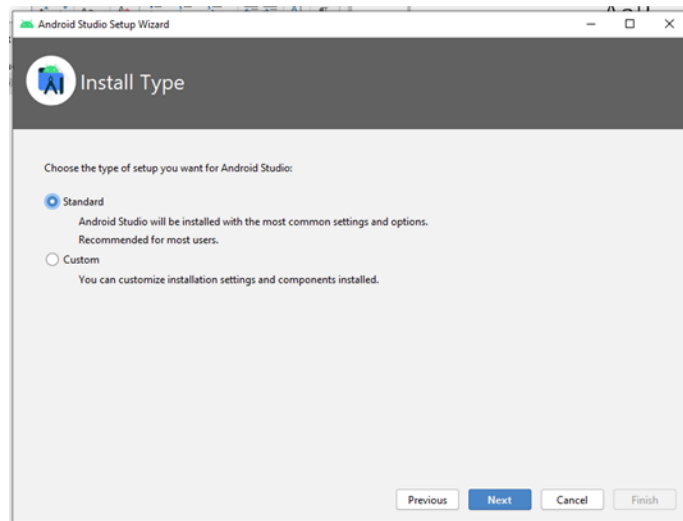 Android Studio Setup Wizard
Install Type
Choose the type of setup you want for Android Studio:
Standard
Android Studio will be installed with the most common settings and options.
Recommended for most users.
Custom
You can customize installation settings and components installed.
Previous Next Cancel Finish